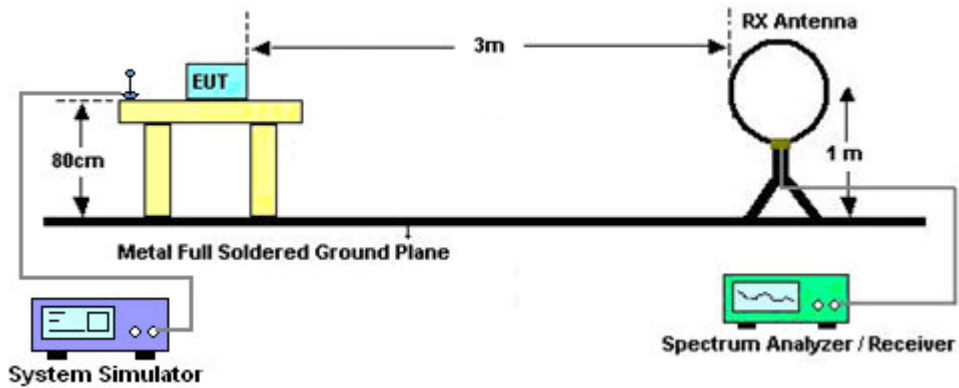 RX Antenna
3m
EUT
80cm
1 m
Metal Full Soldered Ground Plane
Spectrum Analyzer / Receiver
System Simulator